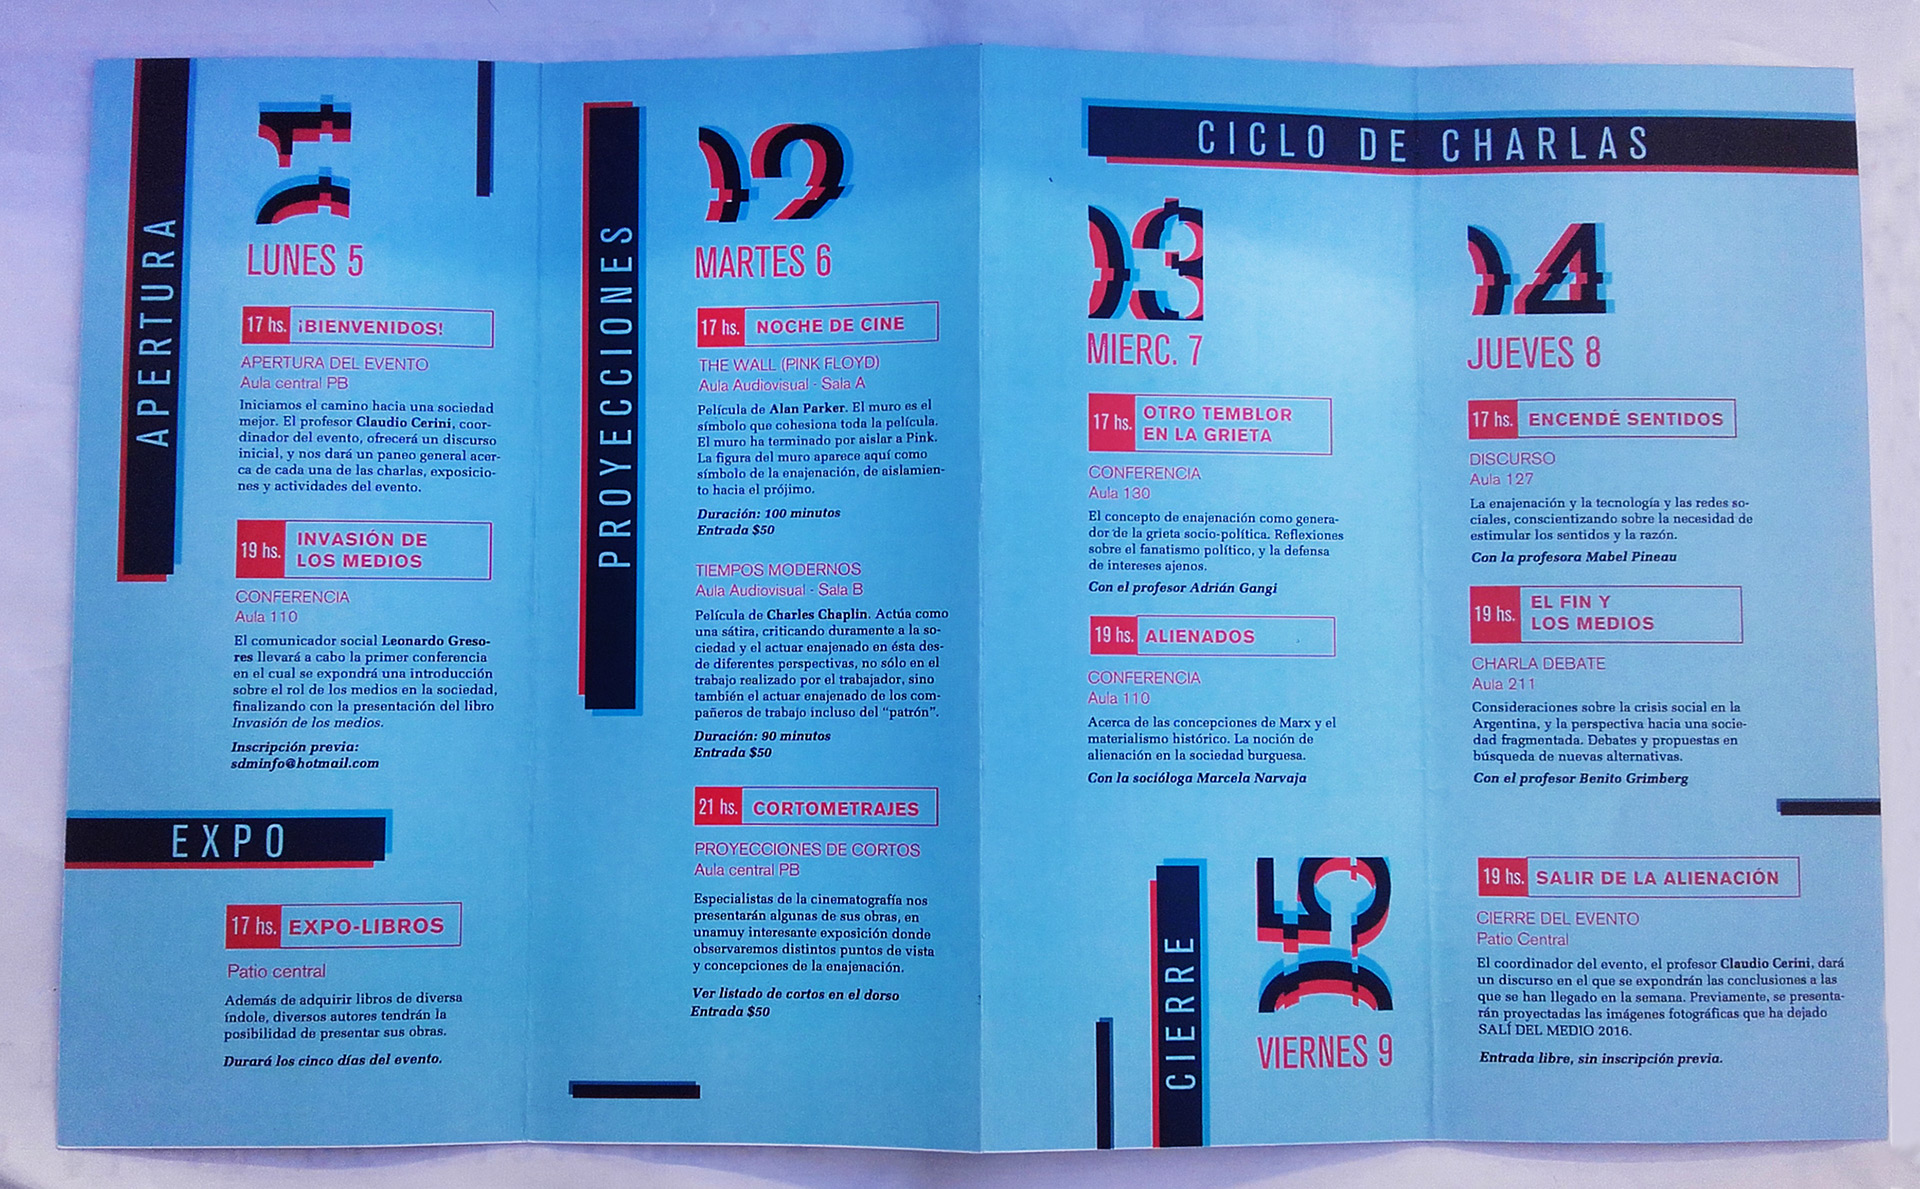 APERTURA
01
LUNES 5
17 hs. ¡BIENVENIDOS!
APERTURA DEL EVENTO
Aula central PB
Iniciamos el camino hacia una sociedad
mejor. El profesor Claudio Cerini, coor-
dinador del evento, ofrecerá un discurso
inicial, y nos dará un paneo general acer-
ca de cada una de las charlas, exposicio-
nes y actividades del evento.
19 hs. INVASIÓN DE
LOS MEDIOS
CONFERENCIA
Aula 110
El comunicador social Leonardo Greso-
res llevará a cabo la primer conferencia
en el cual se expondrá una introducción
sobre el rol de los medios en la sociedad,
finalizando con la presentación del libro
Invasión de los medios.
Inscripción previa:
sdminfo@hotmail.com
EXPO
17 hs. EXPO-LIBROS
Patio central
Además de adquirir libros de diversa
índole, diversos autores tendrán la
posibilidad de presentar sus obras.
Durará los cinco días del evento.
PROYECCIONES
02
MARTES 6
17 hs. NOCHE DE CINE
THE WALL (PINK FLOYD)
Aula Audiovisual - Sala A
Película de Alan Parker. El muro es el
símbolo que cohesiona toda la película.
El muro ha terminado por aislar a Pink.
La figura del muro aparece aquí como
símbolo de la enajenación, de aislamien-
to hacia el prójimo.
Duración: 100 minutos
Entrada $50
TIEMPOS MODERNOS
Aula Audiovisual - Sala B
Película de Charles Chaplin. Actúa como
una sátira, criticando duramente a la so-
ciedad y el actuar enajenado en ésta des-
de diferentes perspectivas, no sólo en el
trabajo realizado por el trabajador, sino
también el actuar enajenado de los com-
pañeros de trabajo incluso del “patrón”.
Duración: 90 minutos
Entrada $50
21 hs. CORTOMETRAJES
PROYECCIONES DE CORTOS
Aula central PB
Especialistas de la cinematografía nos
presentarán algunas de sus obras, en
unamuy interesante exposición donde
observaremos distintos puntos de vista
y concepciones de la enajenación.
Ver listado de cortos en el dorso
Entrada $50
CICLO DE CHARLAS
03
MIERC. 7
17 hs. OTRO TEMBLOR
EN LA GRIETA
CONFERENCIA
Aula 130
El concepto de enajenación como genera-
dor de la grieta socio-política. Reflexiones
sobre el fanatismo político, y la defensa
de intereses ajenos.
Con el profesor Adrián Gangi
19 hs. ALIENADOS
CONFERENCIA
Aula 110
Acerca de las concepciones de Marx y el
materialismo histórico. La noción de
alienación en la sociedad burguesa.
Con la socióloga Marcela Narvaja
04
JUEVES 8
17 hs. ENCENDÉ SENTIDOS
DISCURSO
Aula 127
La enajenación y la tecnología y las redes so-
ciales, conscientizando sobre la necesidad de
estimular los sentidos y la razón.
Con la profesora Mabel Pineau
19 hs. EL FIN Y
LOS MEDIOS
CHARLA DEBATE
Aula 211
Consideraciones sobre la crisis social en la
Argentina, y la perspectiva hacia una socie-
dad fragmentada. Debates y propuestas en
búsqueda de nuevas alternativas.
Con el profesor Benito Grimberg
CIERRE
05
VIERNES 9
19 hs. SALIR DE LA ALIENACIÓN
CIERRE DEL EVENTO
Patio Central
El coordinador del evento, el profesor Claudio Cerini, dará
un discurso en el que se expondrán las conclusiones a las
que se han llegado en la semana. Previamente, se presenta-
rán proyectadas las imágenes fotográficas que ha dejado
SALÍ DEL MEDIO 2016.
Entrada libre, sin inscripción previa.